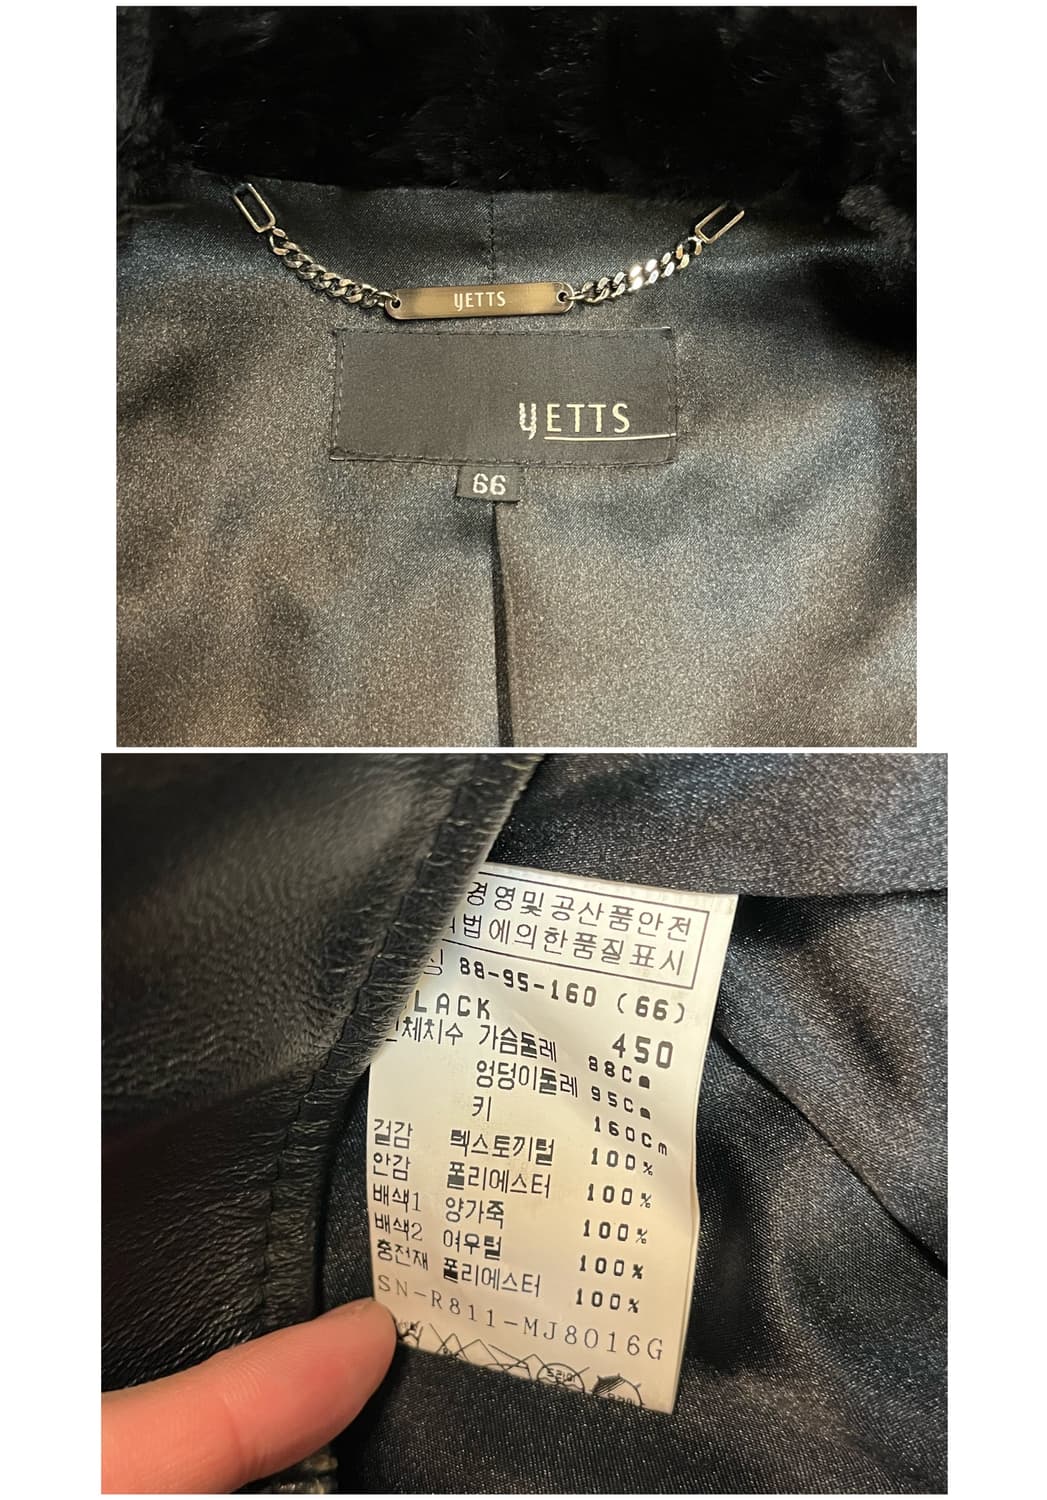 YETTS
YETTS
66
경영및공산품안전
법에의한품질표시
88-95-160 (66)
LACK
체치수 가슴둘레 88Cm 450
엉덩이둘레 95Cm
키 160Cm
겉감 렉스토끼털 100%
안감 폴리에스터 100%
배색1 양가죽 100%
배색2 여우털 100%
충전재 폴리에스터 100%
SN-R811-MJ8016G
드라이